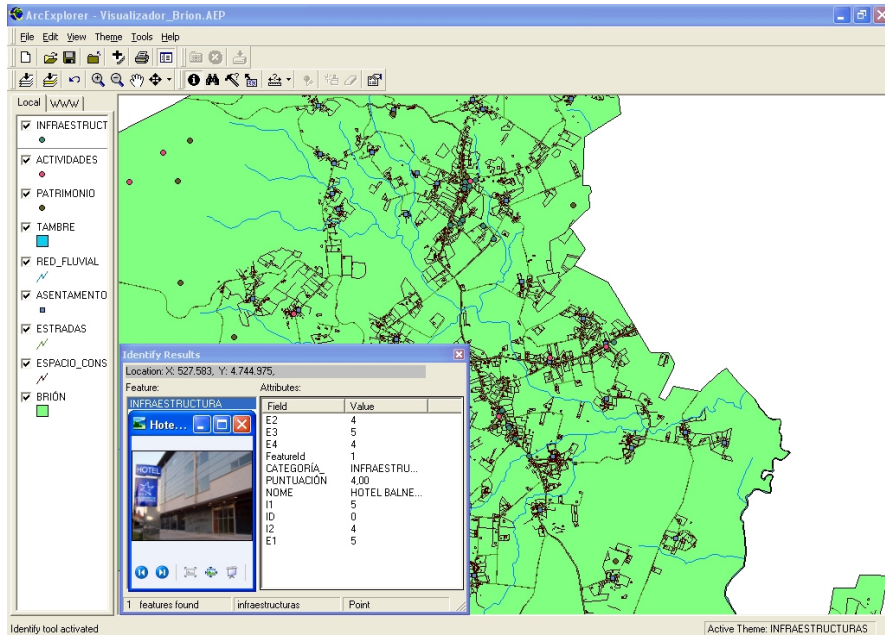 ArcExplorer - Visualizador_Brion.AEP
File Edit View Theme Tools Help
Local WWW
INFRAESTRUCT
ACTIVIDADES
PATRIMONIO
TAMBRE
RED_FLUVIAL
ASENTAMENTO
ESTRADAS
ESPACIO_CONS
BRIÓN
Identify Results
Location: X: 527.583, Y: 4.744.975,
Feature: Attributes:
INFRAESTRUCTURA
Hote...
HOTEL
Field Value
E2 4
E3 5
E4 4
FeatureId 1
CATEGORÍA_ INFRAESTRU...
PUNTUACIÓN 4,00
NOME HOTEL BALNE...
I1 5
ID 0
I2 4
E1 5
1 features found infraestructuras Point
Identify tool activated Active Theme: INFRAESTRUCTURAS